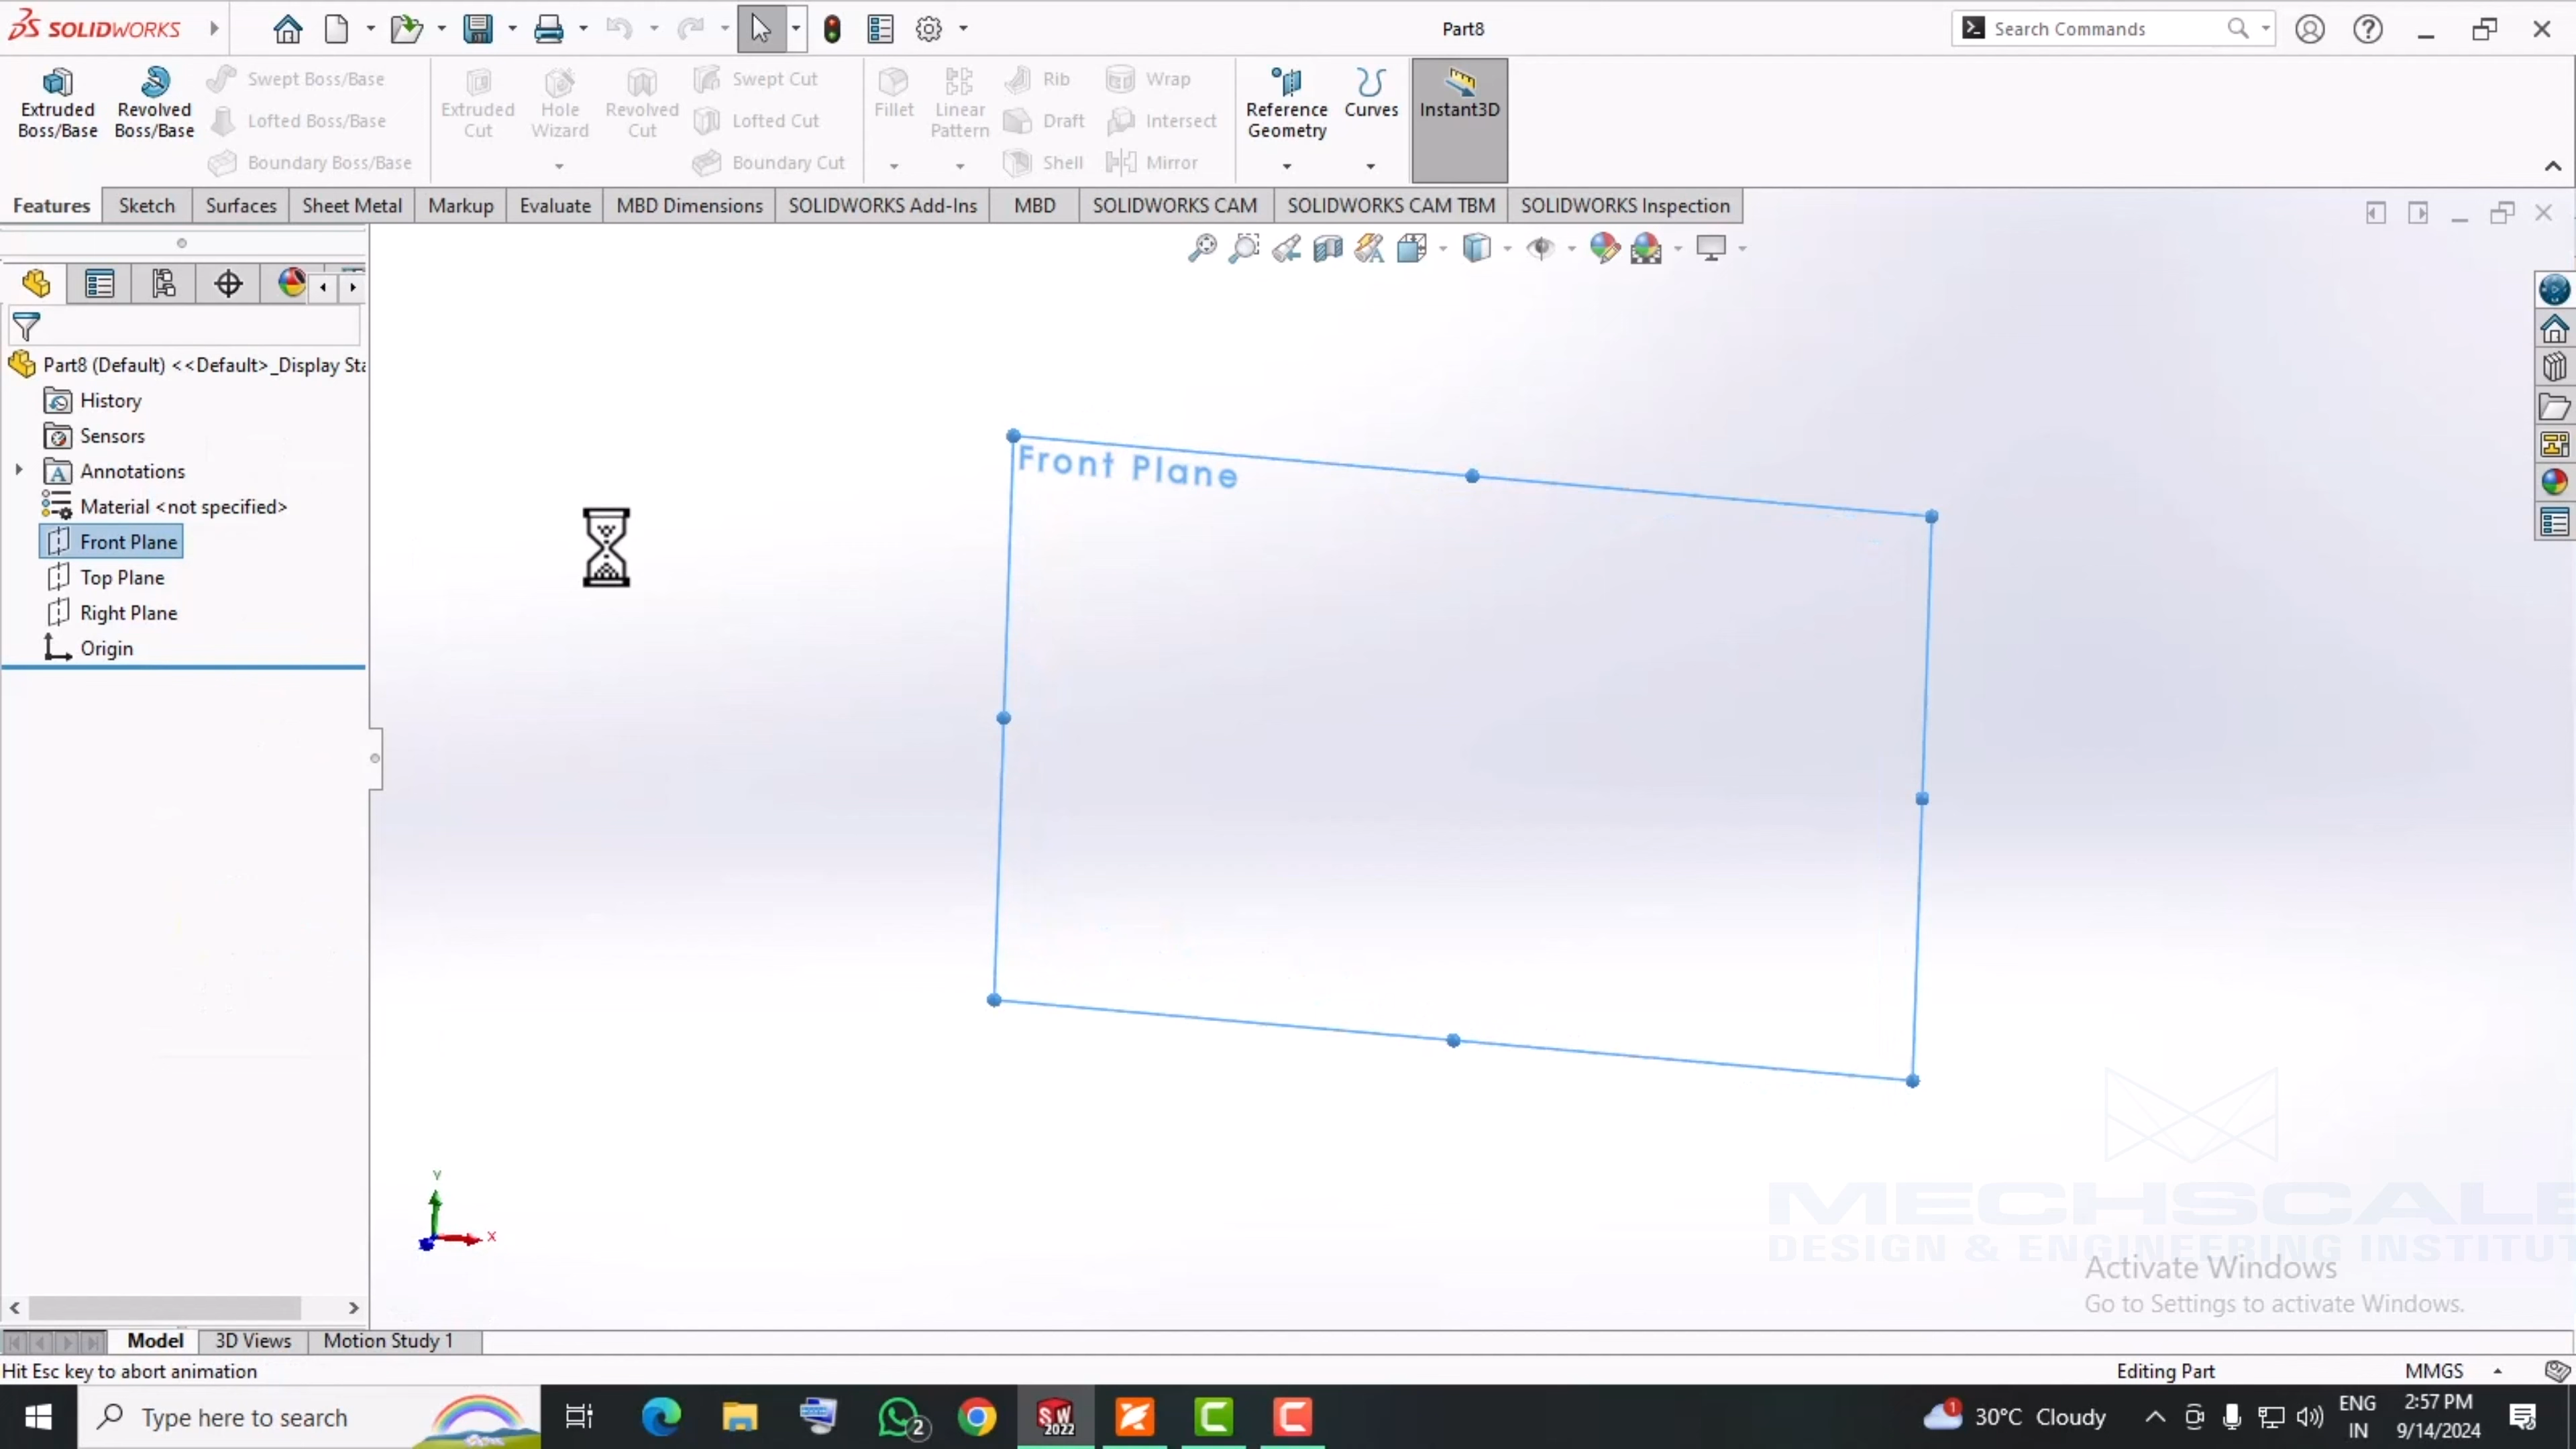 SOLIDWORKS
Part8
Search Commands
Extruded Boss/Base
Revolved Boss/Base
Swept Boss/Base
Lofted Boss/Base
Boundary Boss/Base
Extruded Cut
Hole Wizard
Revolved Cut
Swept Cut
Lofted Cut
Boundary Cut
Fillet
Linear Pattern
Rib
Draft
Shell
Wrap
Intersect
Mirror
Reference Geometry
Curves
Instant3D
Features
Sketch
Surfaces
Sheet Metal
Markup
Evaluate
MBD Dimensions
SOLIDWORKS Add-Ins
MBD
SOLIDWORKS CAM
SOLIDWORKS CAM TBM
SOLIDWORKS Inspection
Part8 (Default) <<Default>_Display Sta
History
Sensors
Annotations
Material <not specified>
Front Plane
Top Plane
Right Plane
Origin
Front Plane
Y
X
MECHSCALE
DESIGN & ENGINEERING INSTITUT
Activate Windows
Go to Settings to activate Windows.
Model
3D Views
Motion Study 1
Hit Esc key to abort animation
Editing Part
MMGS
Type here to search
2
SW
2022
1
30°C Cloudy
ENG
IN
2:57 PM
9/14/2024